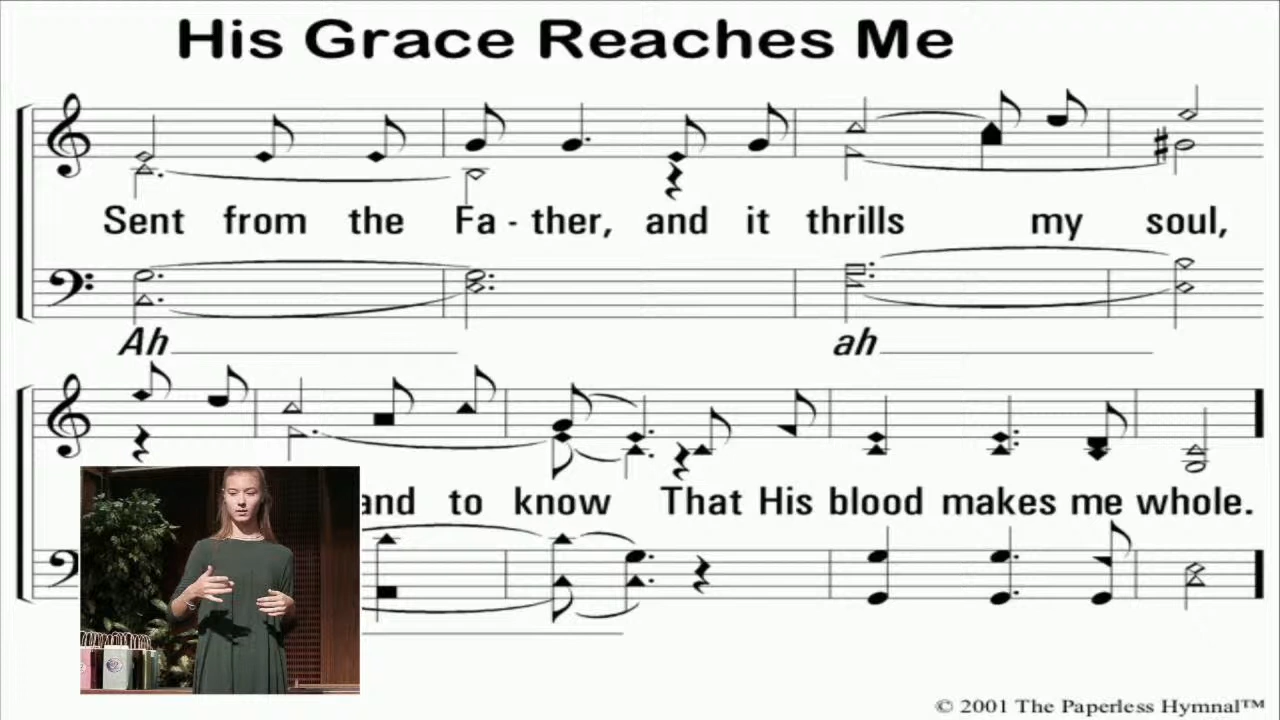 His Grace Reaches Me
Sent from the Fa - ther, and it thrills my soul,
Ah ah
and to know That His blood makes me whole.
© 2001 The Paperless Hymnal™